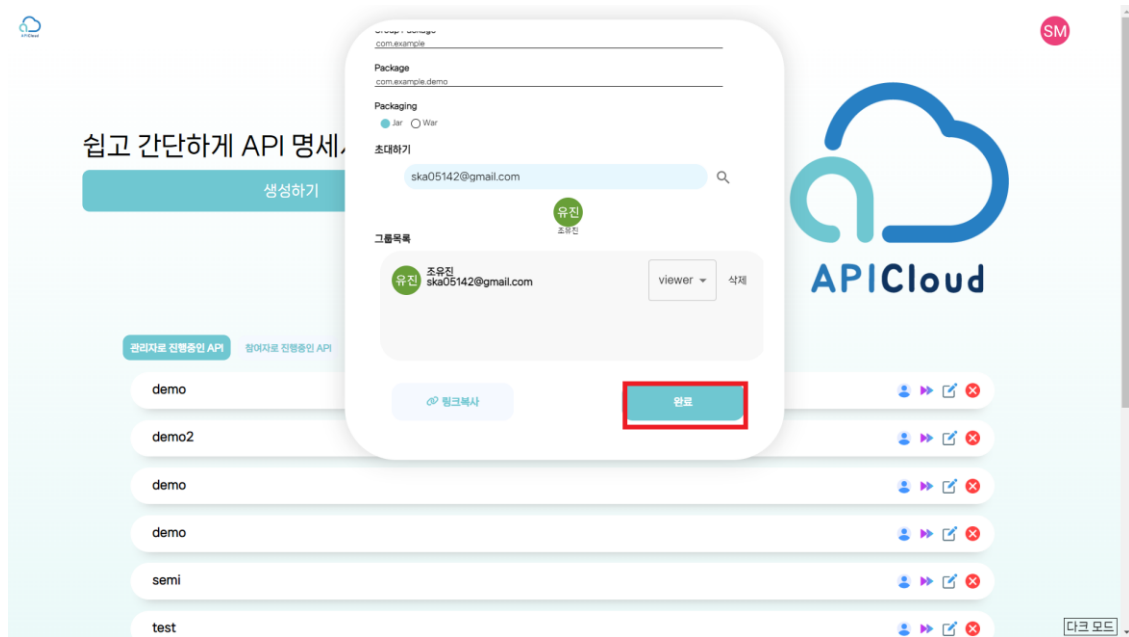 APICloud
SM
쉽고 간단하게 API 명세
생성하기
Group Package
com.example
Package
com.example.demo
Packaging
Jar War
초대하기
ska05142@gmail.com
유진
조유진
그룹목록
유진
조유진
ska05142@gmail.com
viewer
삭제
링크복사
완료
APICloud
관리자로 진행중인 API
참여자로 진행중인 API
demo
demo2
demo
demo
semi
test
다크 모드